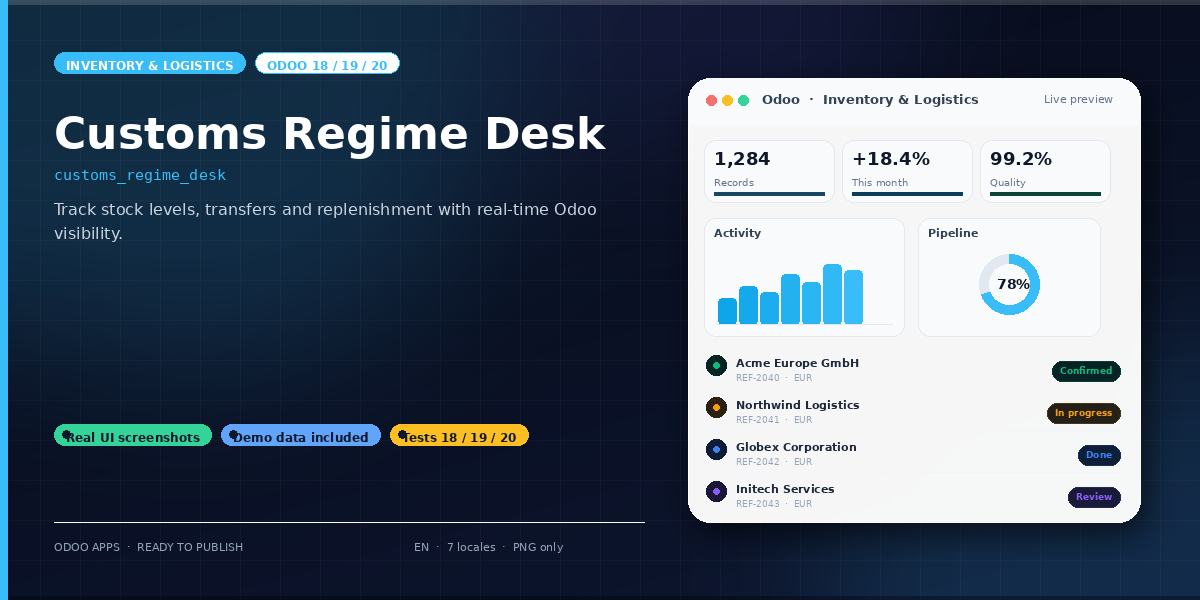 INVENTORY & LOGISTICS
ODOO 18 / 19 / 20
Customs Regime Desk
customs_regime_desk
Track stock levels, transfers and replenishment with real-time Odoo
visibility.
Real UI screenshots
Demo data included
Tests 18 / 19 / 20
ODOO APPS · READY TO PUBLISH
EN · 7 locales · PNG only
Odoo · Inventory & Logistics
Live preview
1,284
Records
+18.4%
This month
99.2%
Quality
Activity
Pipeline
78%
Acme Europe GmbH
REF-2040 · EUR
Confirmed
Northwind Logistics
REF-2041 · EUR
In progress
Globex Corporation
REF-2042 · EUR
Done
Initech Services
REF-2043 · EUR
Review